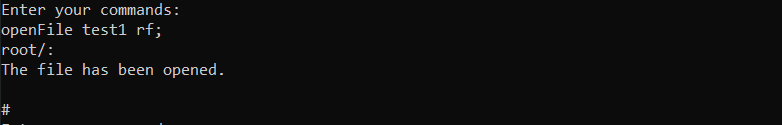 Enter your commands:
openFile test1 rf;
root/:
The file has been opened.
#